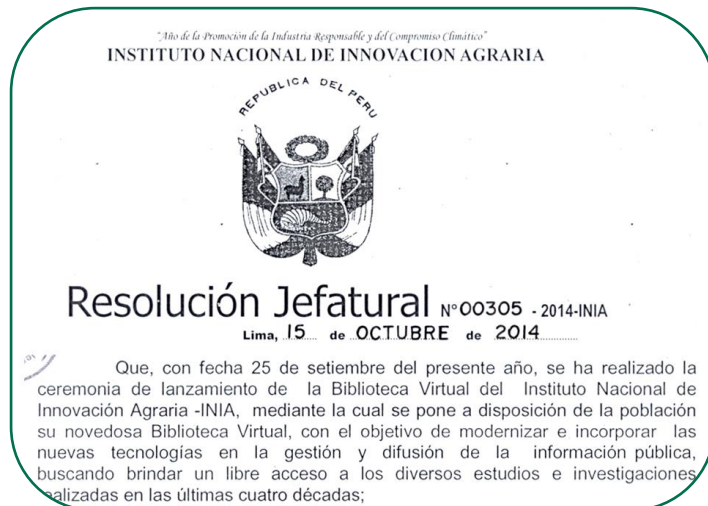 "Año de la Promoción de la Industria Responsable y del Compromiso Climático"
INSTITUTO NACIONAL DE INNOVACION AGRARIA
REPUBLICA DEL PERU
Resolución Jefatural N° 00305 - 2014-INIA
Lima, 15 de OCTUBRE de 2014
Que, con fecha 25 de setiembre del presente año, se ha realizado la
ceremonia de lanzamiento de la Biblioteca Virtual del Instituto Nacional de
Innovación Agraria -INIA, mediante la cual se pone a disposición de la población
su novedosa Biblioteca Virtual, con el objetivo de modernizar e incorporar las
nuevas tecnologías en la gestión y difusión de la información pública,
buscando brindar un libre acceso a los diversos estudios e investigaciones
ealizadas en las últimas cuatro décadas;